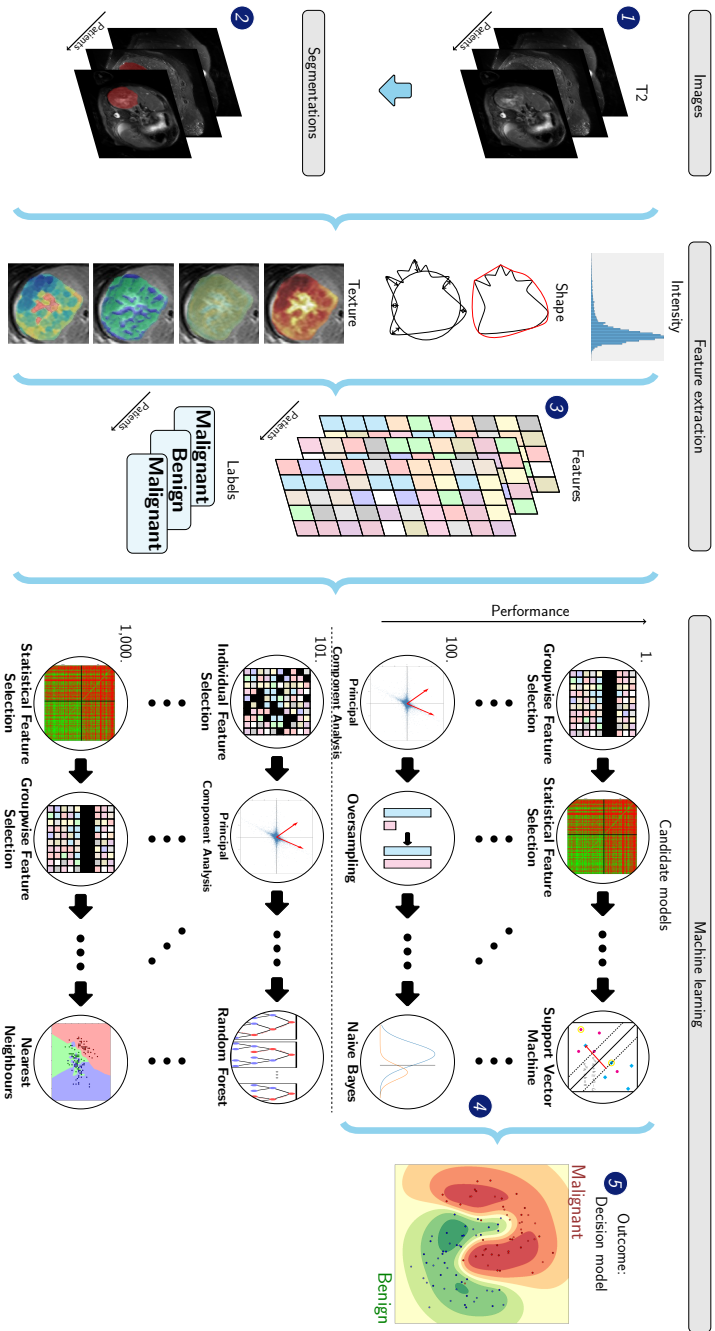 Images
Feature extraction
Machine learning
1
T2
Patients
2
Segmentations
Patients
Intensity
Shape
Texture
3
Features
Patients
Labels
Malignant
Benign
Malignant
Patients
Candidate models
Performance
1.
Groupwise Feature
Selection
Statistical Feature
Selection
Support Vector
Machine
100.
Principal
Component Analysis
Oversampling
Naive Bayes
101.
Individual Feature
Selection
Principal
Component Analysis
Random Forest
1,000.
Statistical Feature
Selection
Groupwise Feature
Selection
Nearest
Neighbours
4
5
Outcome:
Decision model
Malignant
Benign